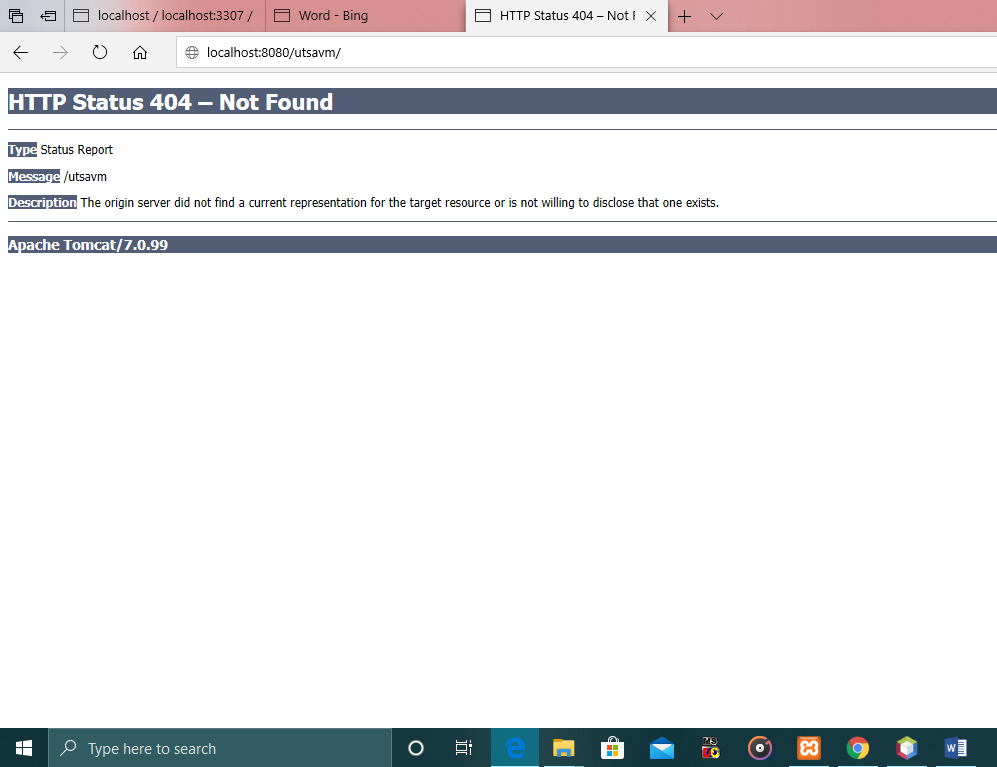 localhost / localhost:3307 /
Word - Bing
HTTP Status 404 – Not F
localhost:8080/utsavm/
HTTP Status 404 – Not Found
Type Status Report
Message /utsavm
Description The origin server did not find a current representation for the target resource or is not willing to disclose that one exists.
Apache Tomcat/7.0.99
Type here to search